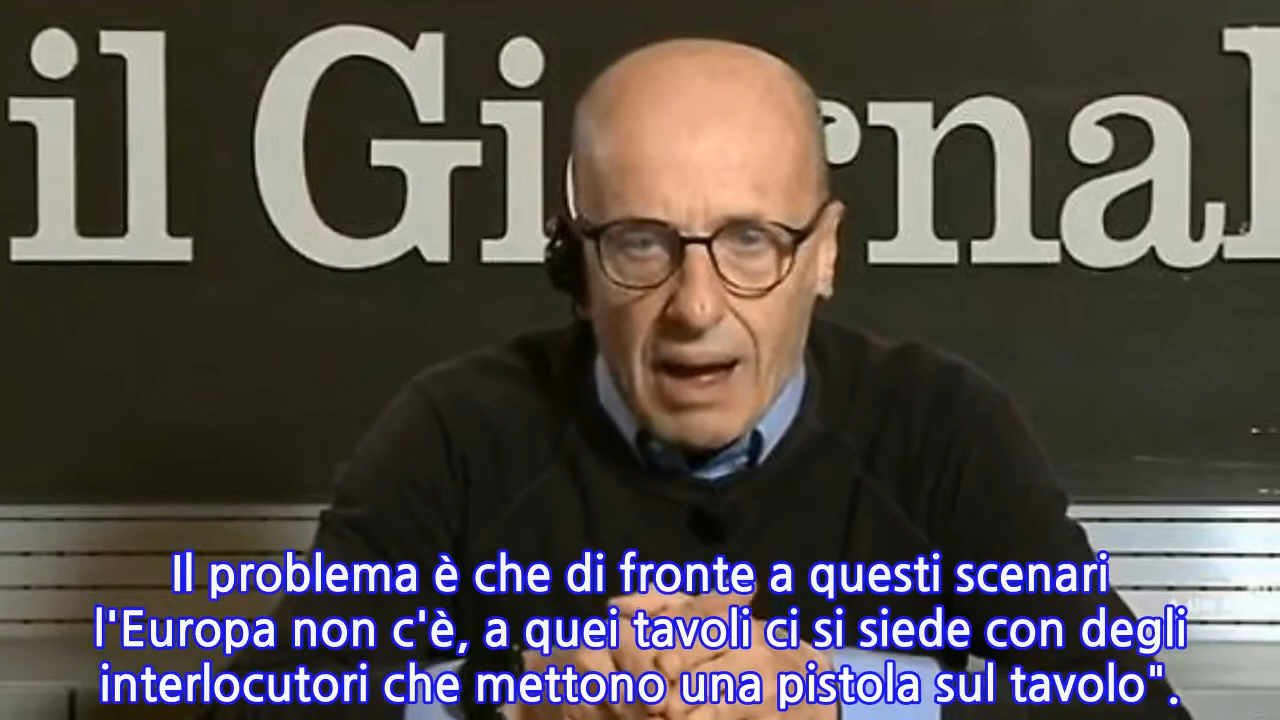 il Giornal
Il problema è che di fronte a questi scenari
l'Europa non c'è, a quei tavoli ci si siede con degli
interlocutori che mettono una pistola sul tavolo".